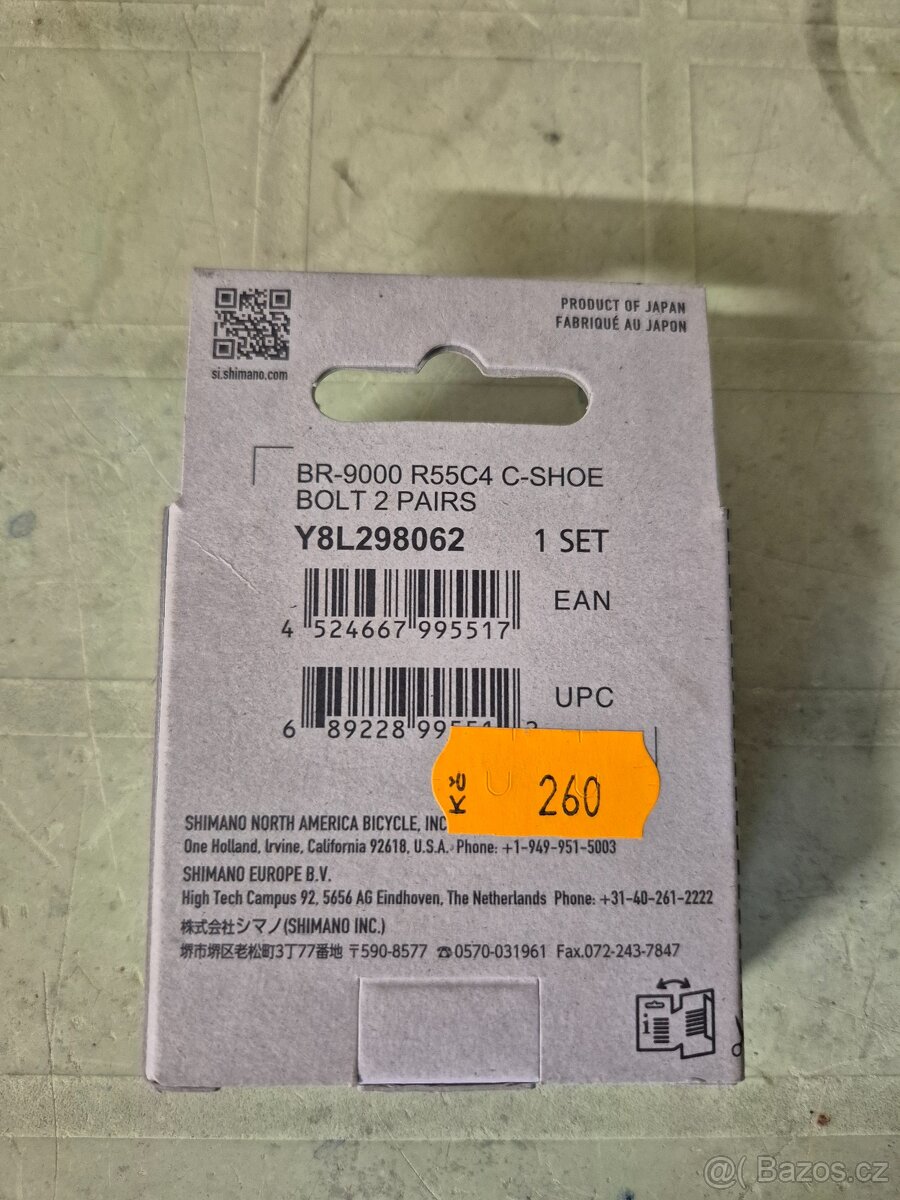 PRODUCT OF JAPAN
FABRIQUÉ AU JAPON
si.shimano.com
BR-9000 R55C4 C-SHOE
BOLT 2 PAIRS
Y8L298062 1 SET
EAN
4 524667 995517
UPC
6 89228 99551
Kč 260
SHIMANO NORTH AMERICA BICYCLE, INC
One Holland, Irvine, California 92618, U.S.A. Phone: +1-949-951-5003
SHIMANO EUROPE B.V.
High Tech Campus 92, 5656 AG Eindhoven, The Netherlands Phone: +31-40-261-2222
株式会社シマノ(SHIMANO INC.)
堺市堺区老松町3丁77番地 〒590-8577 ☎0570-031961 Fax.072-243-7847
@( Bazos.cz